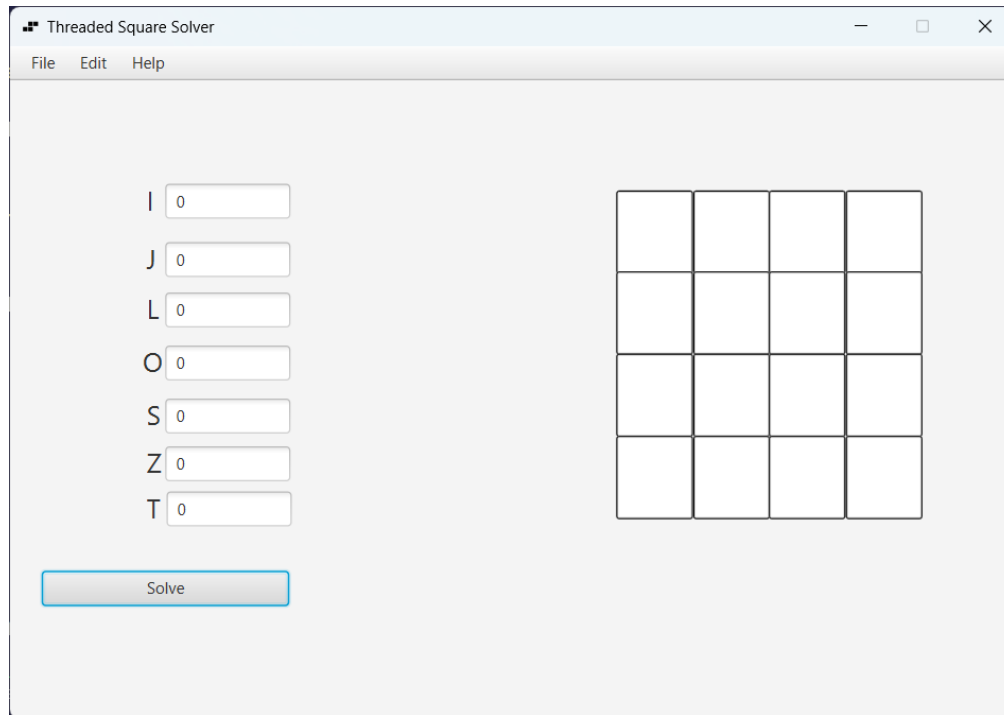 Threaded Square Solver
File Edit Help
I 0
J 0
L 0
O 0
S 0
Z 0
T 0
Solve